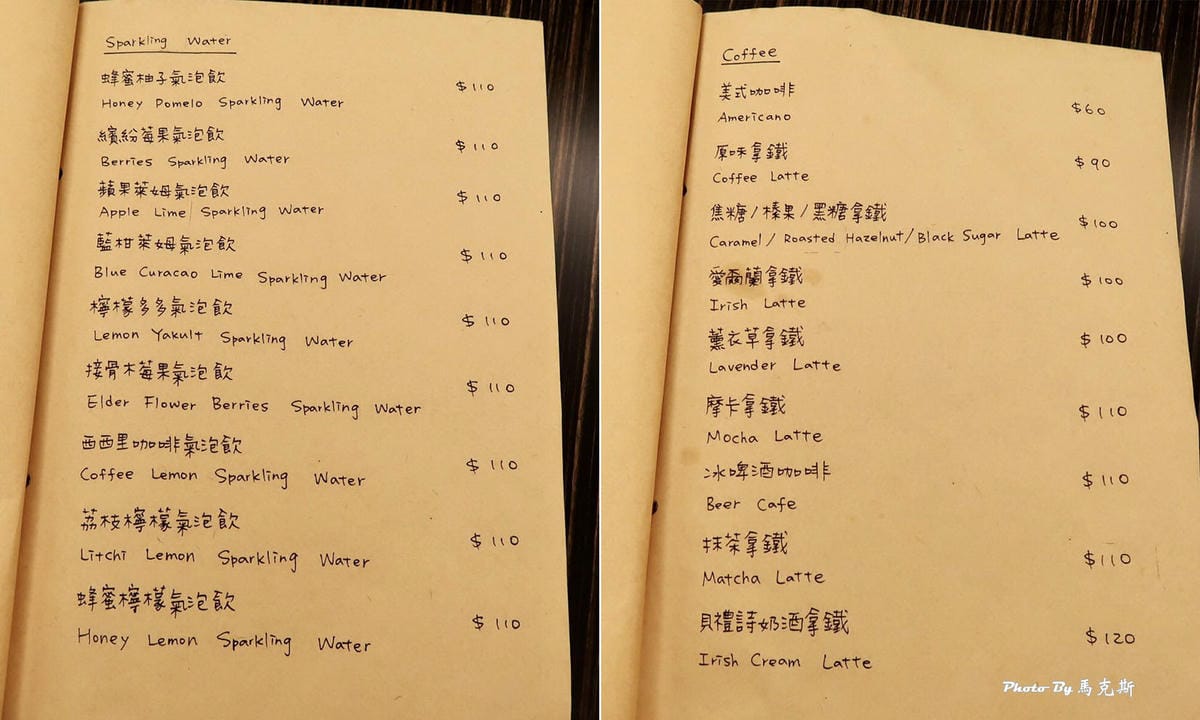 Sparkling Water
蜂蜜柚子氣泡飲
$110
Honey Pomelo Sparkling Water
繽紛莓果氣泡飲
$110
Berries Sparkling Water
蘋果萊姆氣泡飲
$110
Apple Lime Sparkling Water
藍柑萊姆氣泡飲
$110
Blue Curacao Lime Sparkling Water
檸檬多多氣泡飲
$110
Lemon Yakult Sparkling Water
接骨木莓果氣泡飲
$110
Elder Flower Berries Sparkling Water
西西里咖啡氣泡飲
$110
Coffee Lemon Sparkling Water
荔枝檸檬氣泡飲
$110
Litchi Lemon Sparkling Water
蜂蜜檸檬氣泡飲
$110
Honey Lemon Sparkling Water
Coffee
美式咖啡
$60
Americano
原味拿鐵
$90
Coffee Latte
焦糖/榛果/黑糖拿鐵
$100
Caramel/Roasted Hazelnut/Black Sugar Latte
愛爾蘭拿鐵
$100
Irish Latte
薰衣草拿鐵
$100
Lavender Latte
摩卡拿鐵
$110
Mocha Latte
冰啤酒咖啡
$110
Beer Cafe
抹茶拿鐵
$110
Matcha Latte
貝禮詩奶酒拿鐵
$120
Irish Cream Latte
Photo By 馬克斯